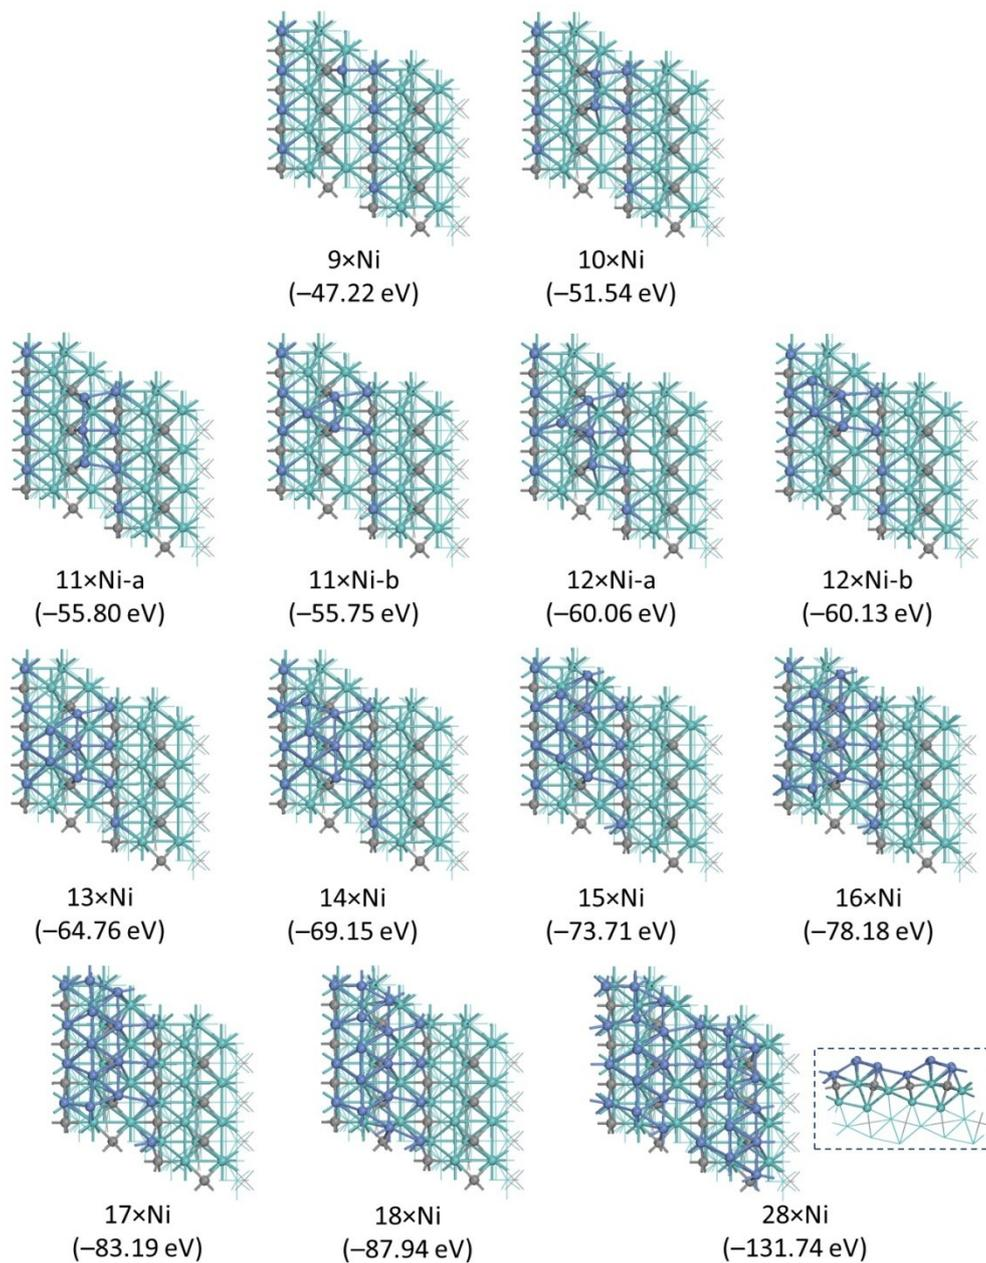 9×Ni
(–47.22 eV)
10×Ni
(–51.54 eV)
11×Ni-a
(–55.80 eV)
11×Ni-b
(–55.75 eV)
12×Ni-a
(–60.06 eV)
12×Ni-b
(–60.13 eV)
13×Ni
(–64.76 eV)
14×Ni
(–69.15 eV)
15×Ni
(–73.71 eV)
16×Ni
(–78.18 eV)
17×Ni
(–83.19 eV)
18×Ni
(–87.94 eV)
28×Ni
(–131.74 eV)